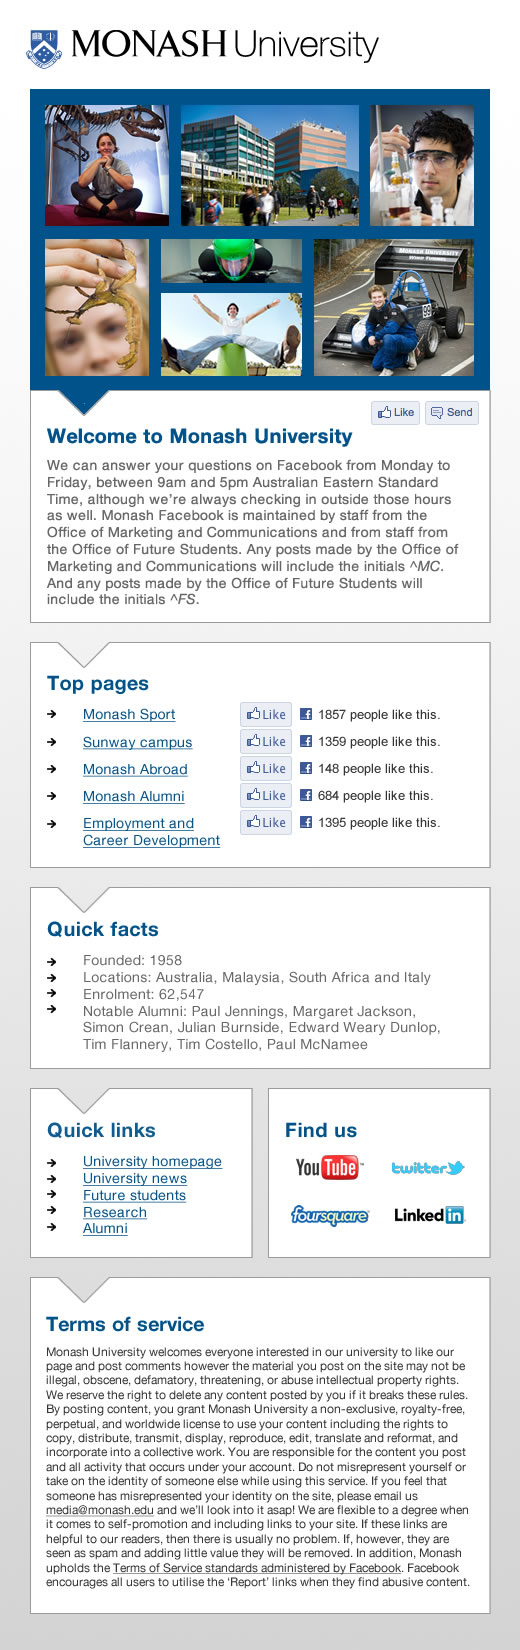 MONASH University
MONASH UNIVERSITY
WIND TUNNEL
Like
Send
Welcome to Monash University
We can answer your questions on Facebook from Monday to
Friday, between 9am and 5pm Australian Eastern Standard
Time, although we're always checking in outside those hours
as well. Monash Facebook is maintained by staff from the
Office of Marketing and Communications and from staff from
the Office of Future Students. Any posts made by the Office of
Marketing and Communications will include the initials ^MC.
And any posts made by the Office of Future Students will
include the initials ^FS.
Top pages
Monash Sport Like 1857 people like this.
Sunway campus Like 1359 people like this.
Monash Abroad Like 148 people like this.
Monash Alumni Like 684 people like this.
Employment and Like 1395 people like this.
Career Development
Quick facts
Founded: 1958
Locations: Australia, Malaysia, South Africa and Italy
Enrolment: 62,547
Notable Alumni: Paul Jennings, Margaret Jackson,
Simon Crean, Julian Burnside, Edward Weary Dunlop,
Tim Flannery, Tim Costello, Paul McNamee
Quick links
University homepage
University news
Future students
Research
Alumni
Find us
YouTube
twitter
foursquare
Linked in
Terms of service
Monash University welcomes everyone interested in our university to like our
page and post comments however the material you post on the site may not be
illegal, obscene, defamatory, threatening, or abuse intellectual property rights.
We reserve the right to delete any content posted by you if it breaks these rules.
By posting content, you grant Monash University a non-exclusive, royalty-free,
perpetual, and worldwide license to use your content including the rights to
copy, distribute, transmit, display, reproduce, edit, translate and reformat, and
incorporate into a collective work. You are responsible for the content you post
and all activity that occurs under your account. Do not misrepresent yourself or
take on the identity of someone else while using this service. If you feel that
someone has misrepresented your identity on the site, please email us
media@monash.edu and we'll look into it asap! We are flexible to a degree when
it comes to self-promotion and including links to your site. If these links are
helpful to our readers, then there is usually no problem. If, however, they are
seen as spam and adding little value they will be removed. In addition, Monash
upholds the Terms of Service standards administered by Facebook. Facebook
encourages all users to utilise the 'Report' links when they find abusive content.